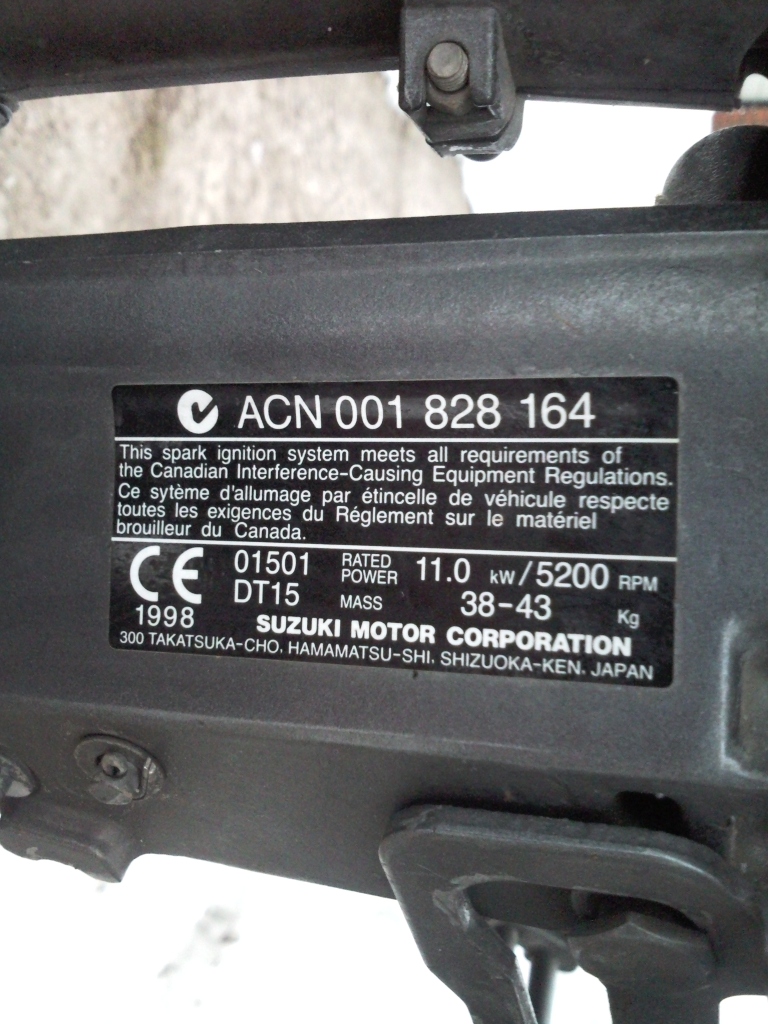 ACN 001 828 164
This spark ignition system meets all requirements of
the Canadian Interference-Causing Equipment Regulations.
Ce sytème d'allumage par étincelle de véhicule respecte
toutes les exigences du Réglement sur le matériel
brouilleur du Canada.
CE 01501 RATED POWER 11.0 kW/5200 RPM
DT15 MASS 38-43 Kg
1998 SUZUKI MOTOR CORPORATION
300 TAKATSUKA-CHO, HAMAMATSU-SHI, SHIZUOKA-KEN, JAPAN